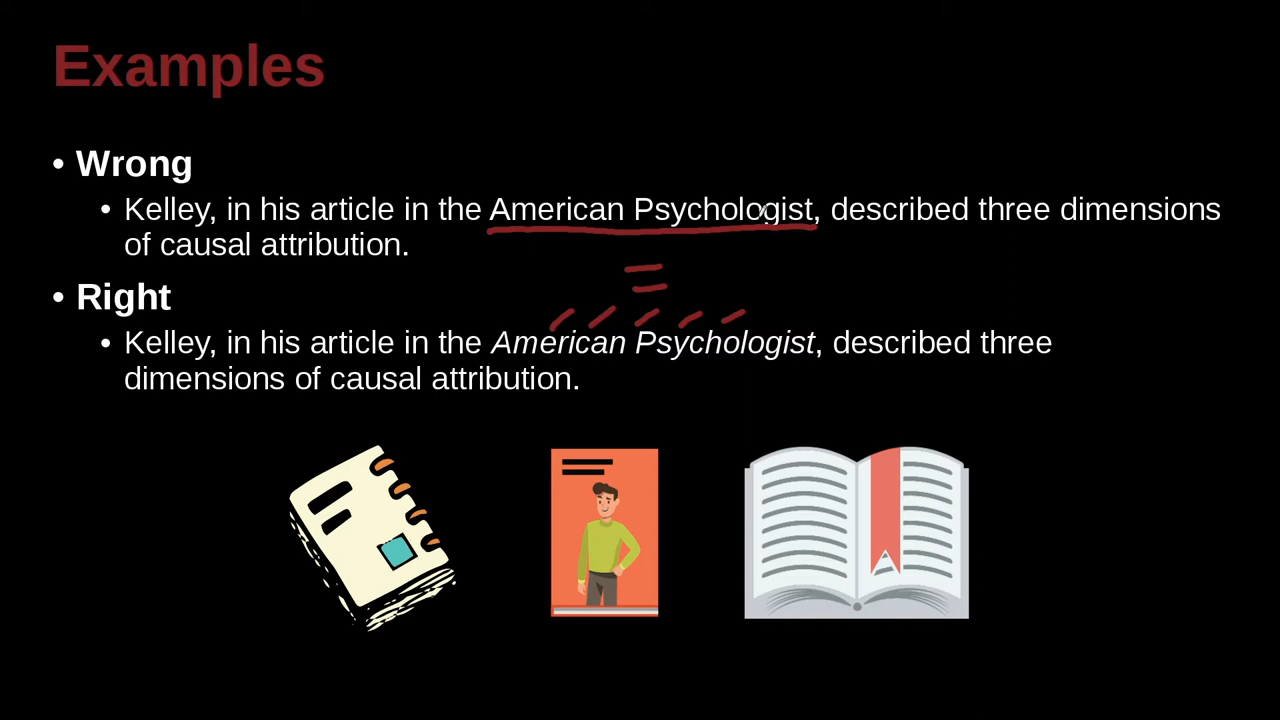 Examples
• Wrong
• Kelley, in his article in the American Psychologist, described three dimensions
of causal attribution.
• Right
• Kelley, in his article in the American Psychologist, described three
dimensions of causal attribution.